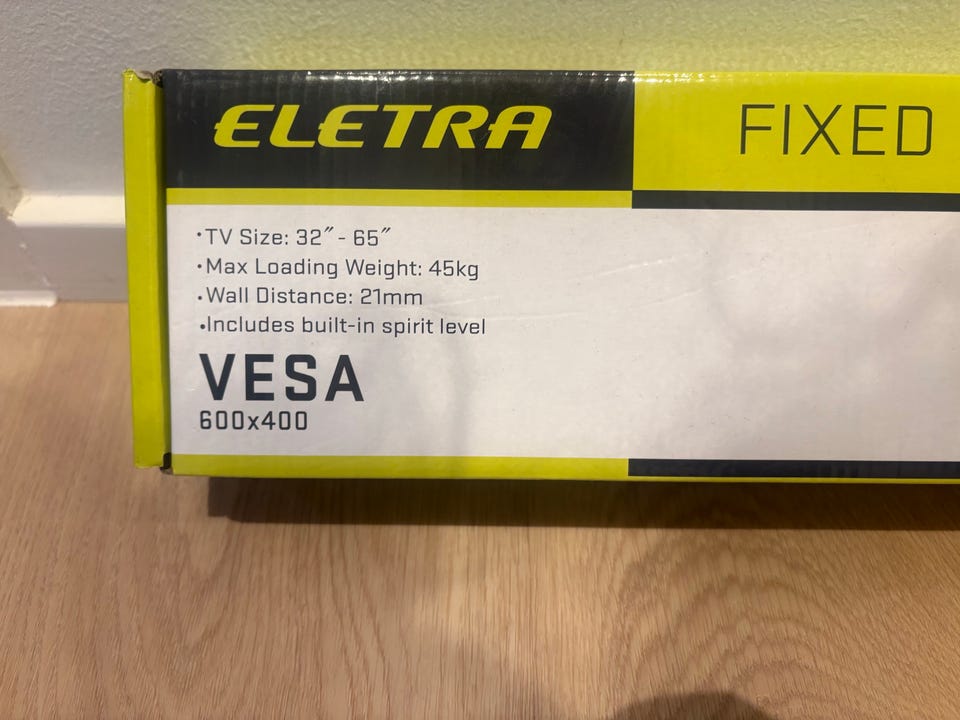 ELETRA
FIXED
•TV Size: 32″ - 65″
•Max Loading Weight: 45kg
•Wall Distance: 21mm
•Includes built-in spirit level
VESA
600x400